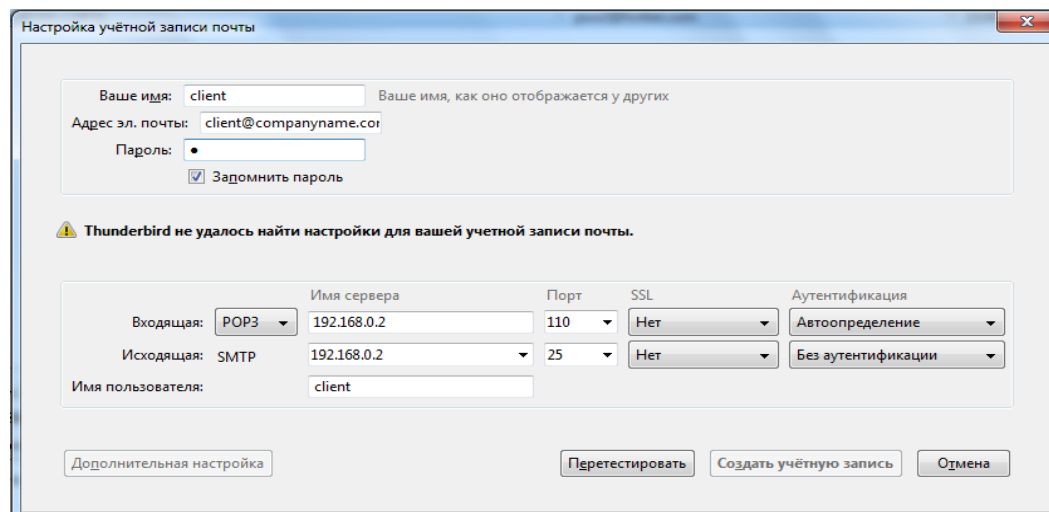 Настройка учётной записи почты
Ваше имя: client Ваше имя, как оно отображается у других
Адрес эл. почты: client@companyname.co
Пароль: ●
Запомнить пароль
Thunderbird не удалось найти настройки для вашей учетной записи почты.
Имя сервера Порт SSL Аутентификация
Входящая: POP3 192.168.0.2 110 Нет Автоопределение
Исходящая: SMTP 192.168.0.2 25 Нет Без аутентификации
Имя пользователя: client
Дополнительная настройка Перетестировать Создать учётную запись Отмена